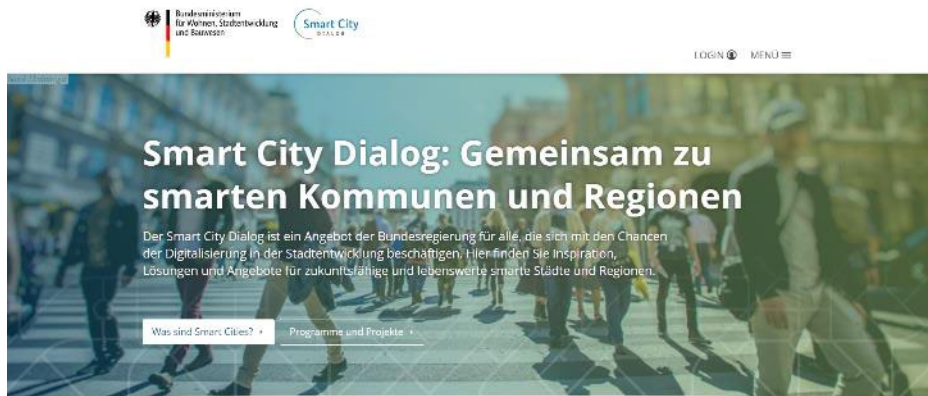 Bundesministerium
für Wohnen, Stadtentwicklung
und Bauwesen
Smart City
DIALOG
LOGIN
MENÜ
Smart City Dialog: Gemeinsam zu
smarten Kommunen und Regionen
Der Smart City Dialog ist ein Angebot der Bundesregierung für alle, die sich mit den Chancen
der Digitalisierung in der Stadtentwicklung beschäftigen. Hier finden Sie Inspiration,
Lösungen und Angebote für zukunftsfähige und lebenswerte smarte Städte und Regionen.
Was sind Smart Cities?
Programme und Projekte